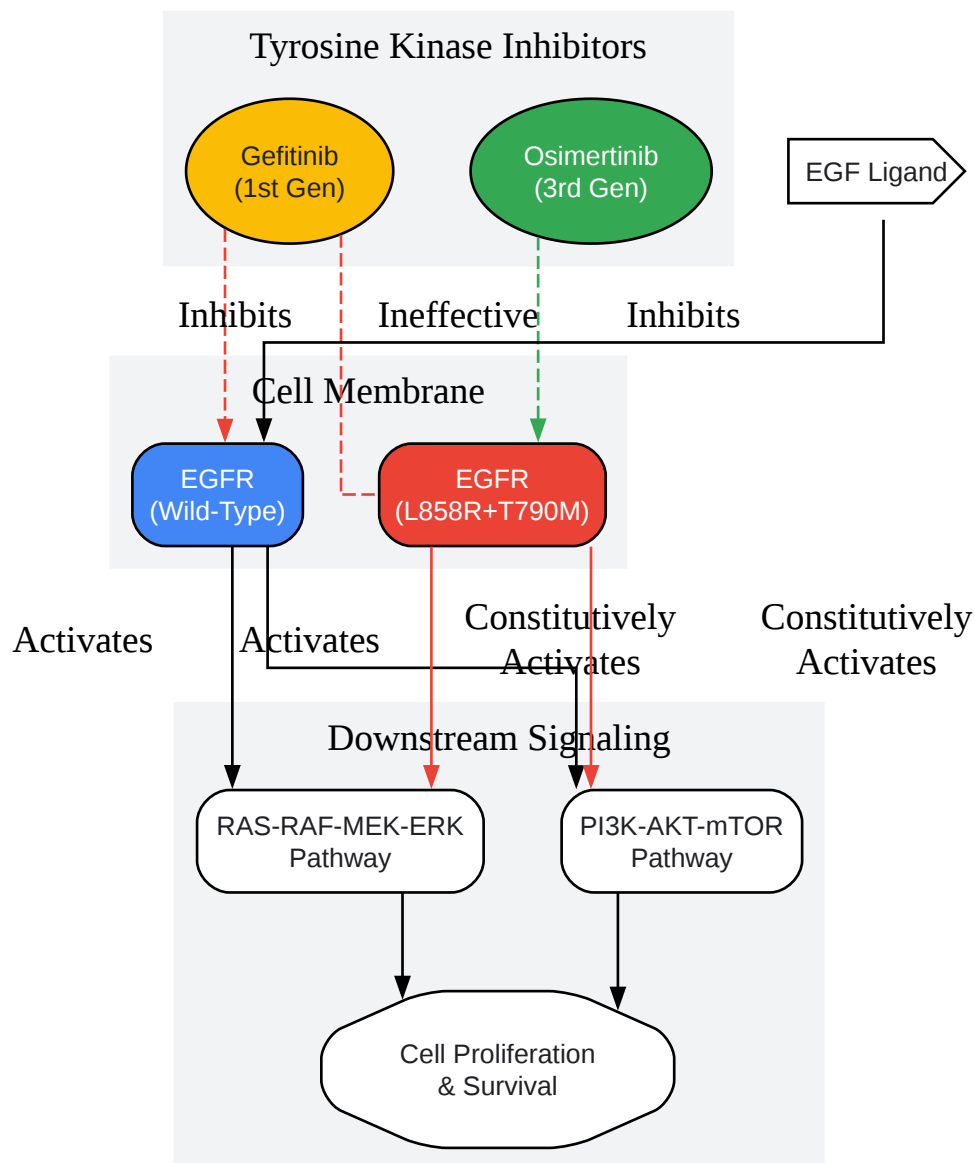 Tyrosine Kinase Inhibitors
Gefitinib
(1st Gen)
Osimertinib
(3rd Gen)
EGF Ligand
Inhibits
Ineffective
Inhibits
Cell Membrane
EGFR
(Wild-Type)
EGFR
(L858R+T790M)
Activates
Activates
Constitutively
Activates
Constitutively
Activates
Downstream Signaling
RAS-RAF-MEK-ERK
Pathway
PI3K-AKT-mTOR
Pathway
Cell Proliferation
& Survival